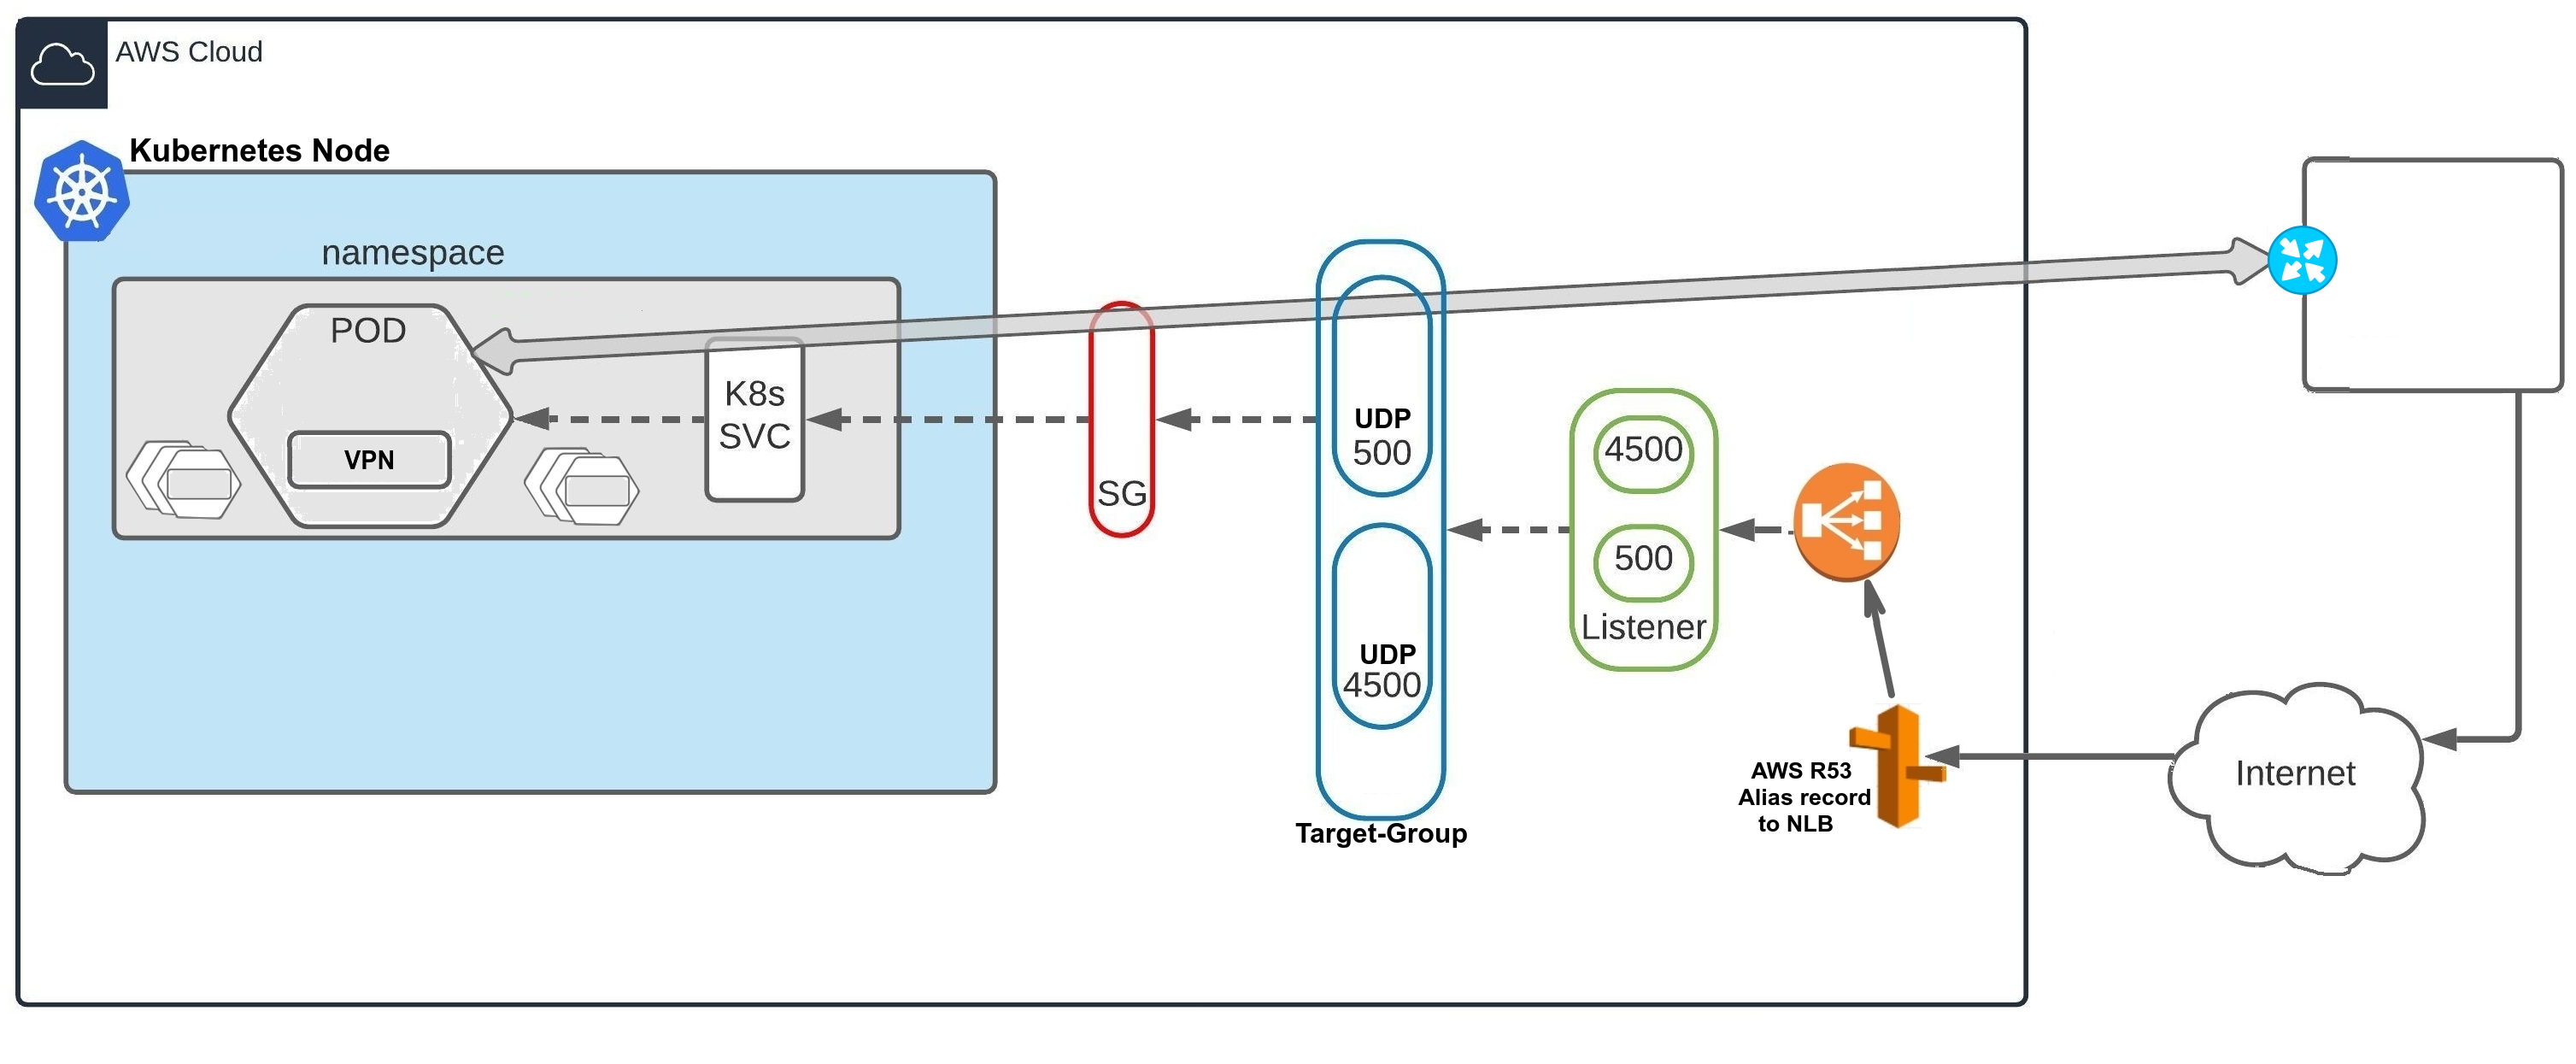 AWS Cloud
Kubernetes Node
namespace
POD
VPN
K8s
SVC
SG
UDP
500
UDP
4500
Target-Group
4500
500
Listener
AWS R53
Alias record
to NLB
Internet